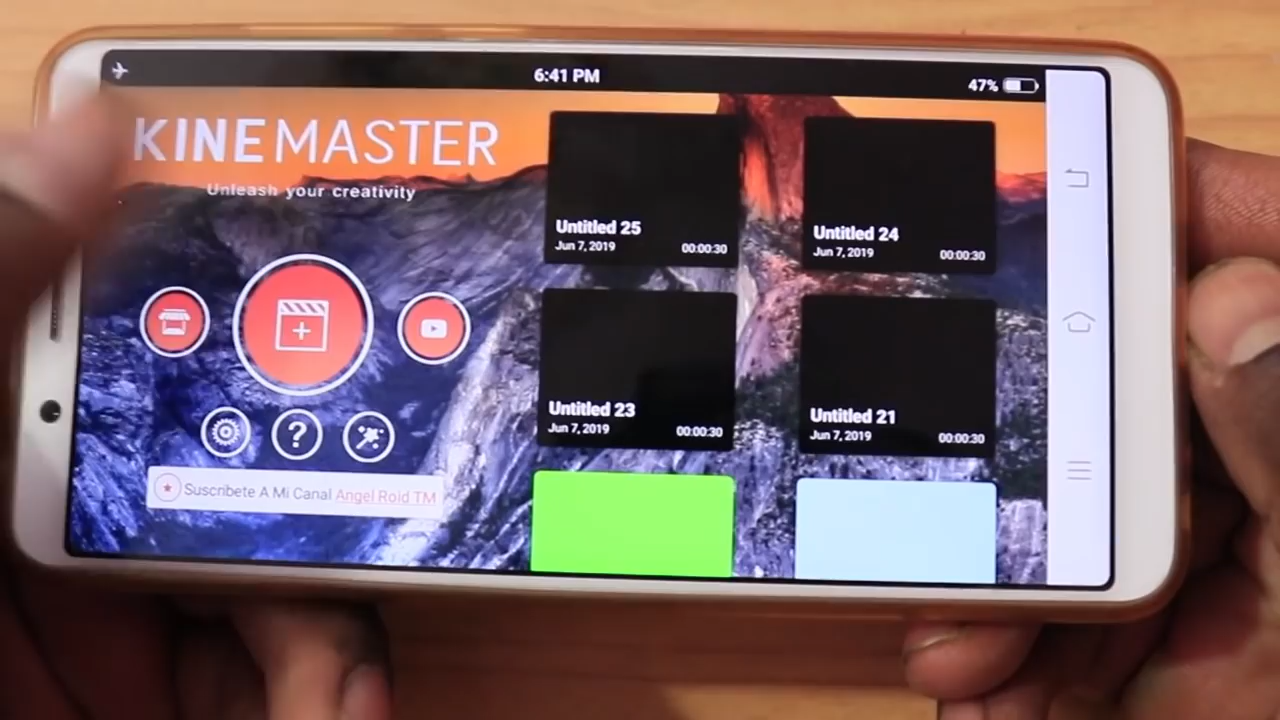 6:41 PM
47%
KINEMASTER
Unleash your creativity
Untitled 25
Jun 7, 2019 00:00:30
Untitled 24
Jun 7, 2019 00:00:30
Untitled 23
Jun 7, 2019 00:00:30
Untitled 21
Jun 7, 2019 00:00:30
?
Suscribete A Mi Canal Angel Roid TM